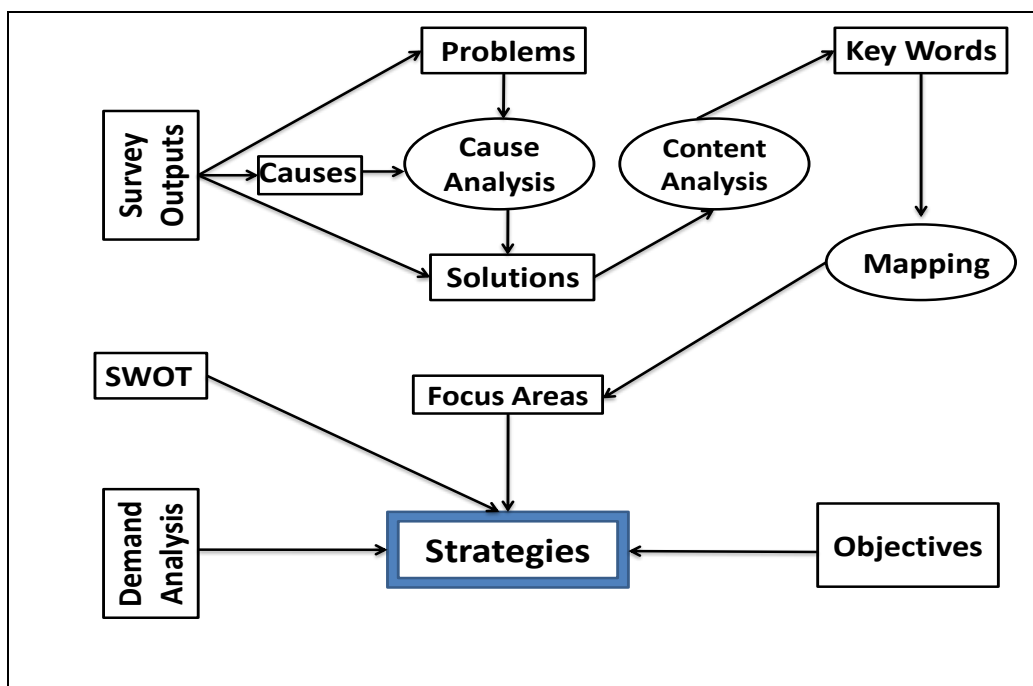 Problems
Key Words
Survey
Outputs
Causes
Cause
Analysis
Content
Analysis
Solutions
Mapping
SWOT
Focus Areas
Demand
Analysis
Strategies
Objectives